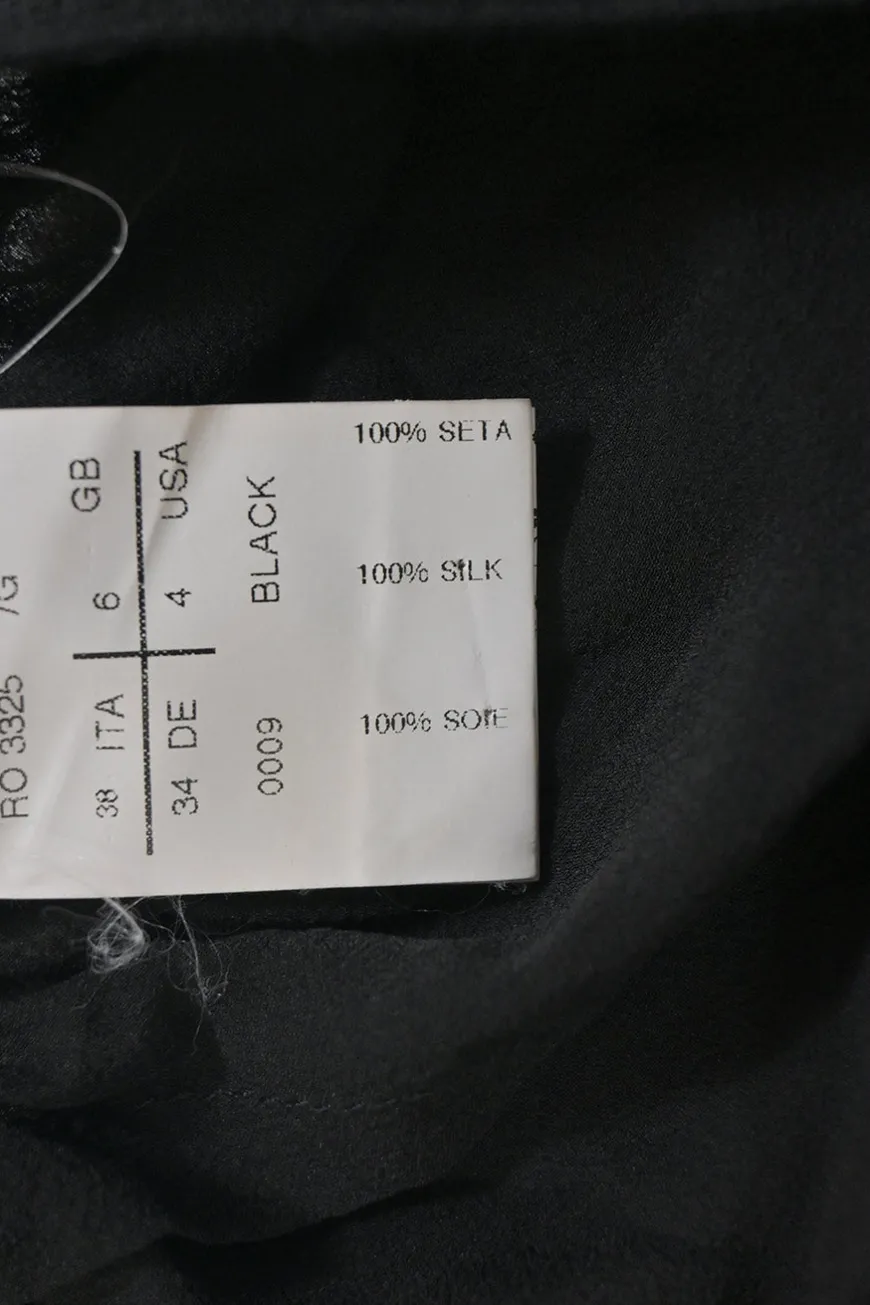 RO 3325 /G
38 ITA 6 GB
34 DE 4 USA
0009 BLACK
100% SETA
100% SILK
100% SOIE